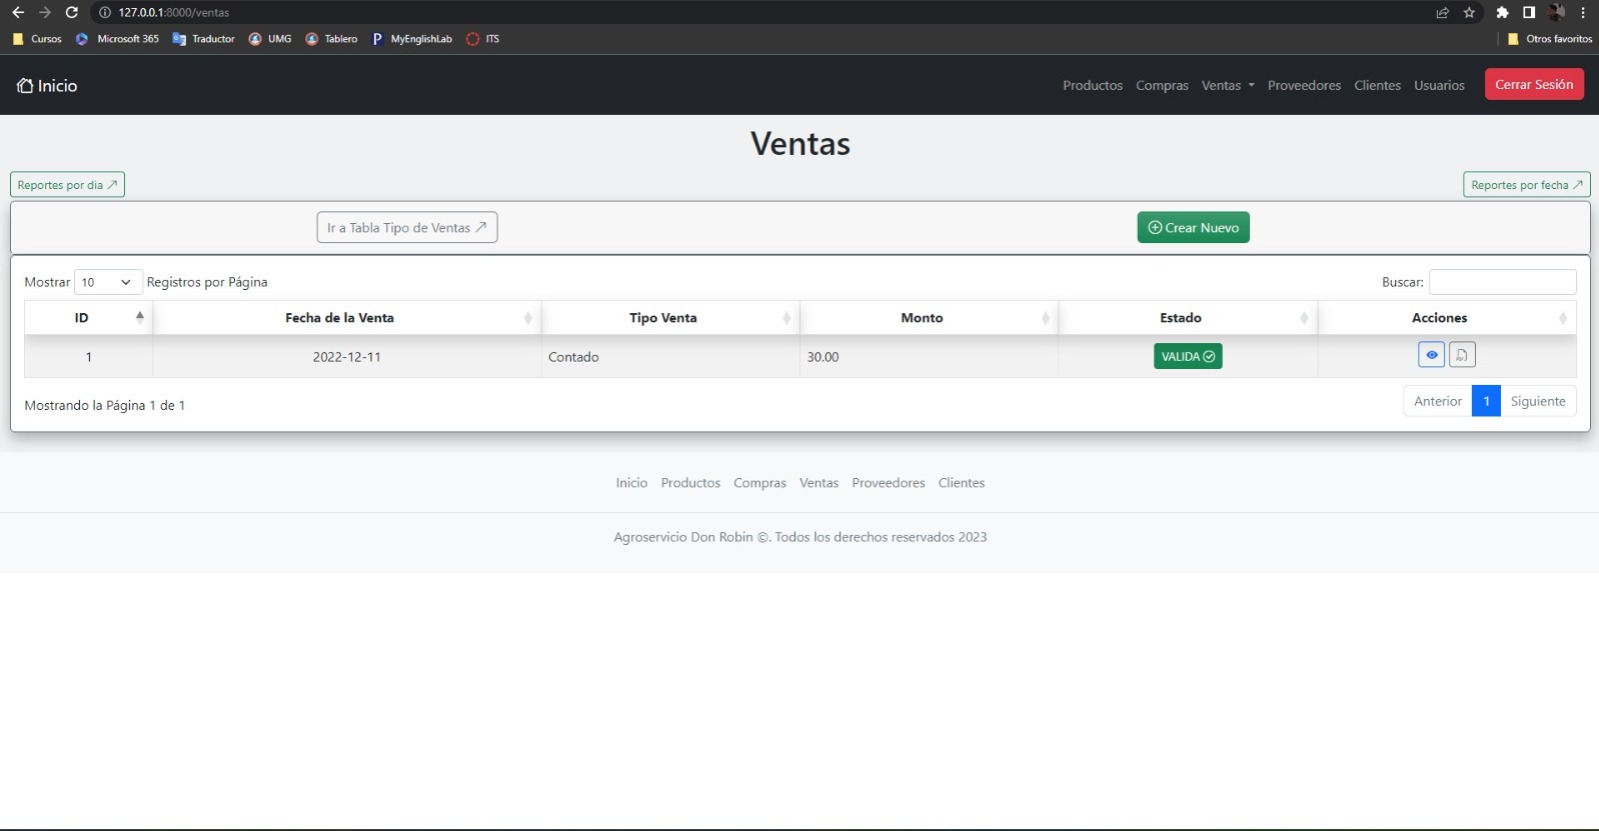 127.0.0.1:8000/ventas
Cursos Microsoft 365 Traductor UMG Tablero P MyEnglishLab ITS Otros favoritos
Inicio Productos Compras Ventas Proveedores Clientes Usuarios Cerrar Sesión
Ventas
Reportes por dia Reportes por fecha
Ir a Tabla Tipo de Ventas Crear Nuevo
Mostrar 10 Registros por Página Buscar:
ID Fecha de la Venta Tipo Venta Monto Estado Acciones
1 2022-12-11 Contado 30.00 VALIDA
Mostrando la Página 1 de 1 Anterior 1 Siguiente
Inicio Productos Compras Ventas Proveedores Clientes
Agroservicio Don Robin ©. Todos los derechos reservados 2023